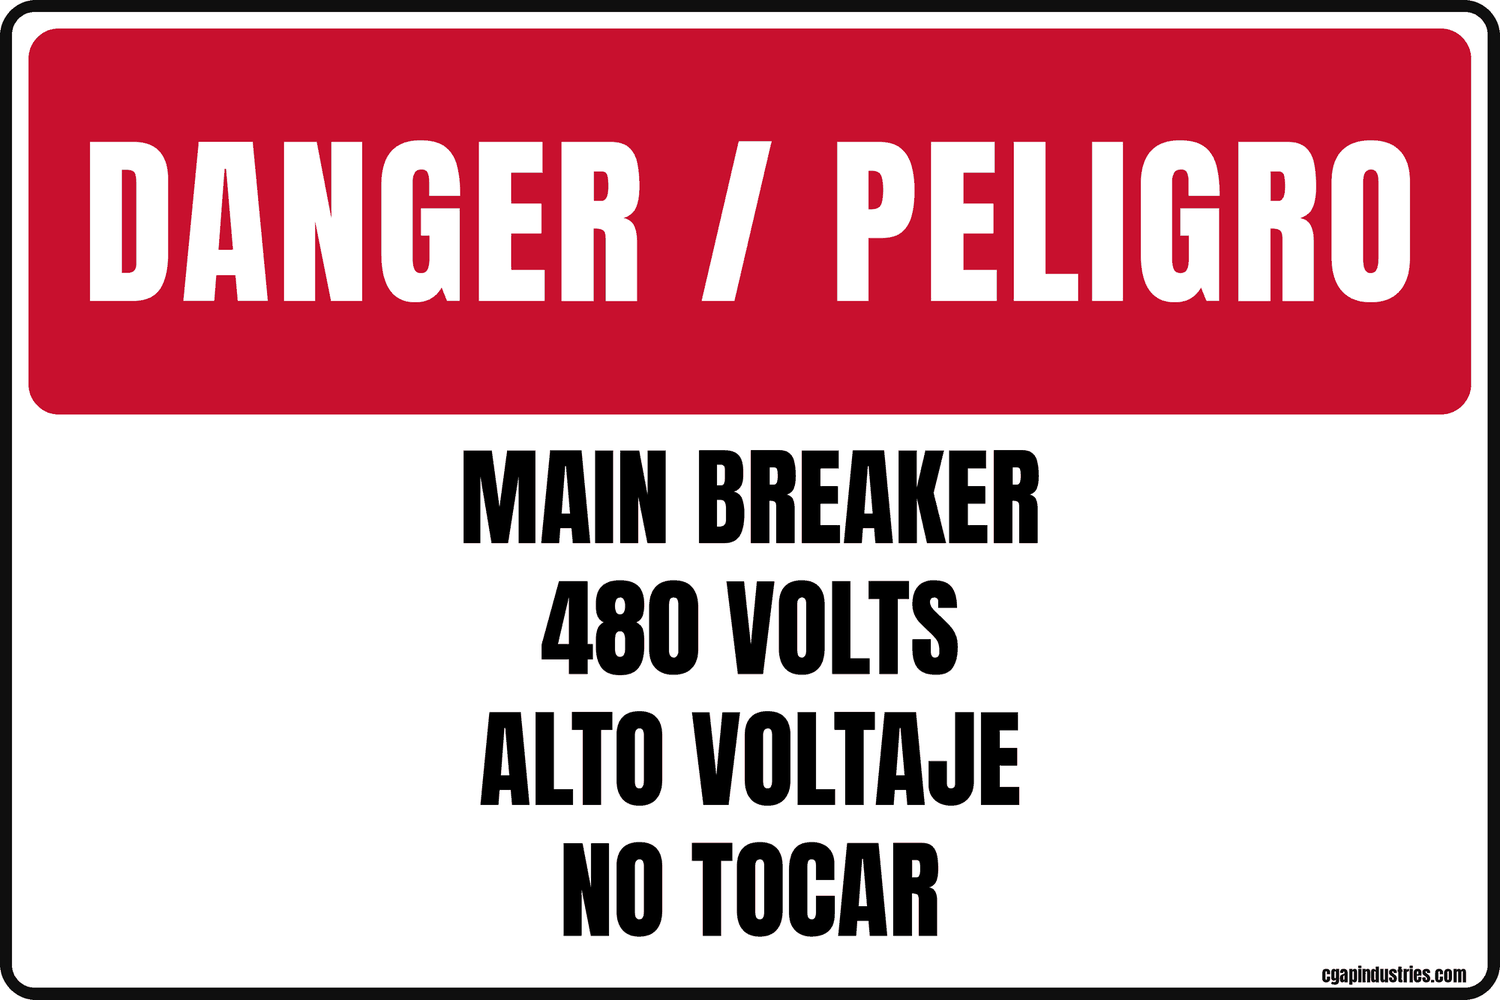 DANGER / PELIGRO
MAIN BREAKER
480 VOLTS
ALTO VOLTAJE
NO TOCAR
cgapindustries.com